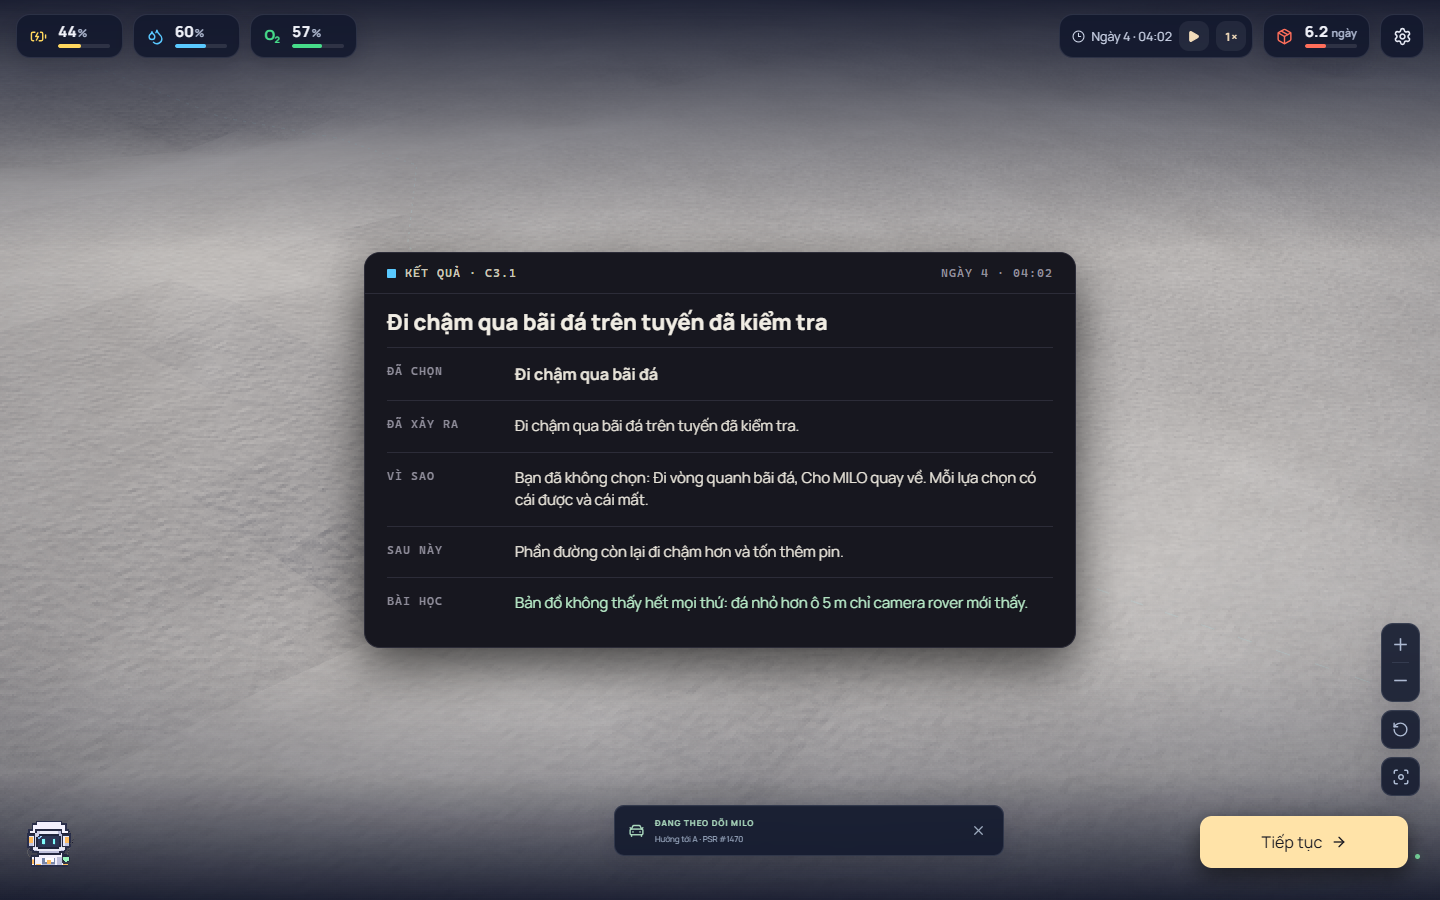 44%
60%
O₂ 57%
Ngày 4 · 04:02
1×
6.2 ngày
KẾT QUẢ · C3.1
NGÀY 4 · 04:02
Đi chậm qua bãi đá trên tuyến đã kiểm tra
ĐÃ CHỌN
Đi chậm qua bãi đá
ĐÃ XẢY RA
Đi chậm qua bãi đá trên tuyến đã kiểm tra.
VÌ SAO
Bạn đã không chọn: Đi vòng quanh bãi đá, Cho MILO quay về. Mỗi lựa chọn có
cái được và cái mất.
SAU NÀY
Phần đường còn lại đi chậm hơn và tốn thêm pin.
BÀI HỌC
Bản đồ không thấy hết mọi thứ: đá nhỏ hơn ô 5 m chỉ camera rover mới thấy.
ĐANG THEO DÕI MILO
Hướng tới A · PSR #1470
Tiếp tục →